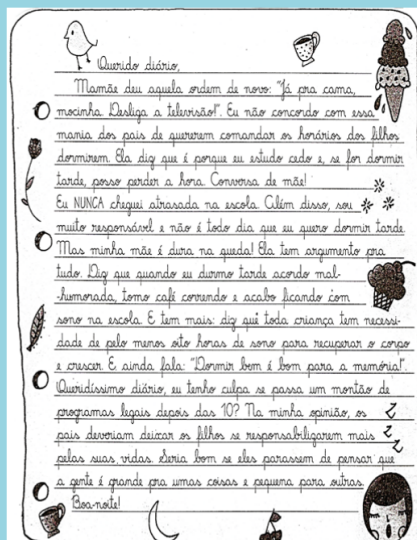 Querido diário,
Mamãe deu aquela ordem de novo: "Já pra cama,
mocinha. Desliga a televisão!". Eu não concordo com essa
mania dos pais de quererem comandar os horários dos filhos
dormirem. Ela diz que é porque eu estudo cedo e, se for dormir
tarde, posso perder a hora. Conversa de mãe!
Eu NUNCA cheguei atrasada na escola. Além disso, sou
muito responsável e não é todo dia que eu quero dormir tarde.
Mas minha mãe é dura na queda! Ela tem argumento pra
tudo. Diz que quando eu durmo tarde acordo mal-
-humorada, tomo café correndo e acabo ficando com
sono na escola. E tem mais: diz que toda criança tem necessi-
dade de pelo menos oito horas de sono para recuperar o corpo
e crescer. E ainda fala: "Dormir bem é bom para a memória!".
Queridíssimo diário, eu tenho culpa se passa um montão de
programas legais depois das 10? Na minha opinião, os
pais deveriam deixar os filhos se responsabilizarem mais
pelas suas vidas. Seria bom se eles parassem de pensar que
a gente é grande pra umas coisas e pequena para outras.
Boa-noite!